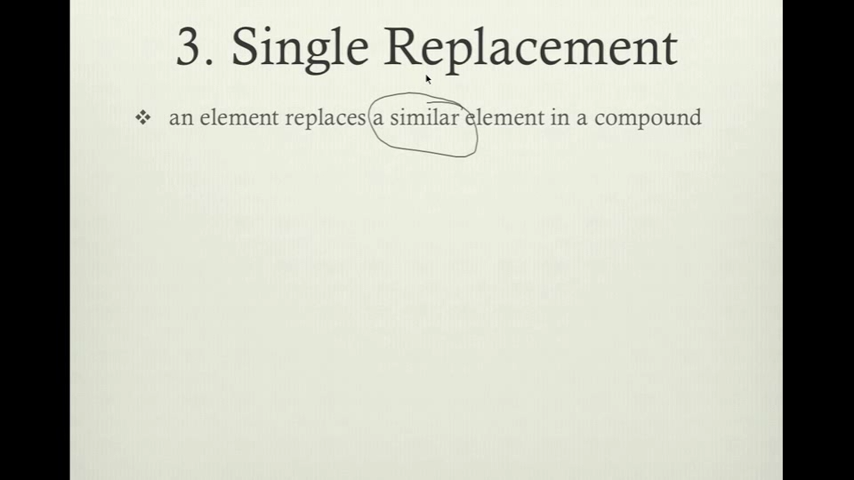 3. Single Replacement
❖ an element replaces a similar element in a compound